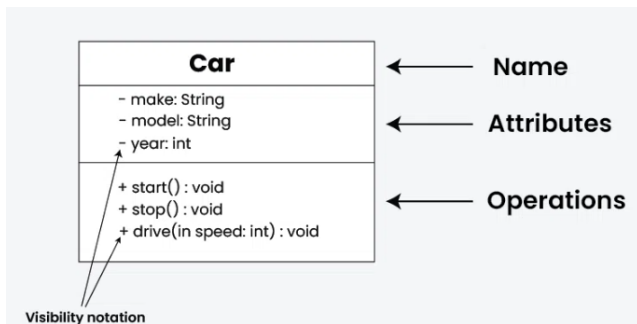 Car
- make: String
- model: String
- year: int
+ start() : void
+ stop() : void
+ drive(in speed: int) : void
Name
Attributes
Operations
Visibility notation